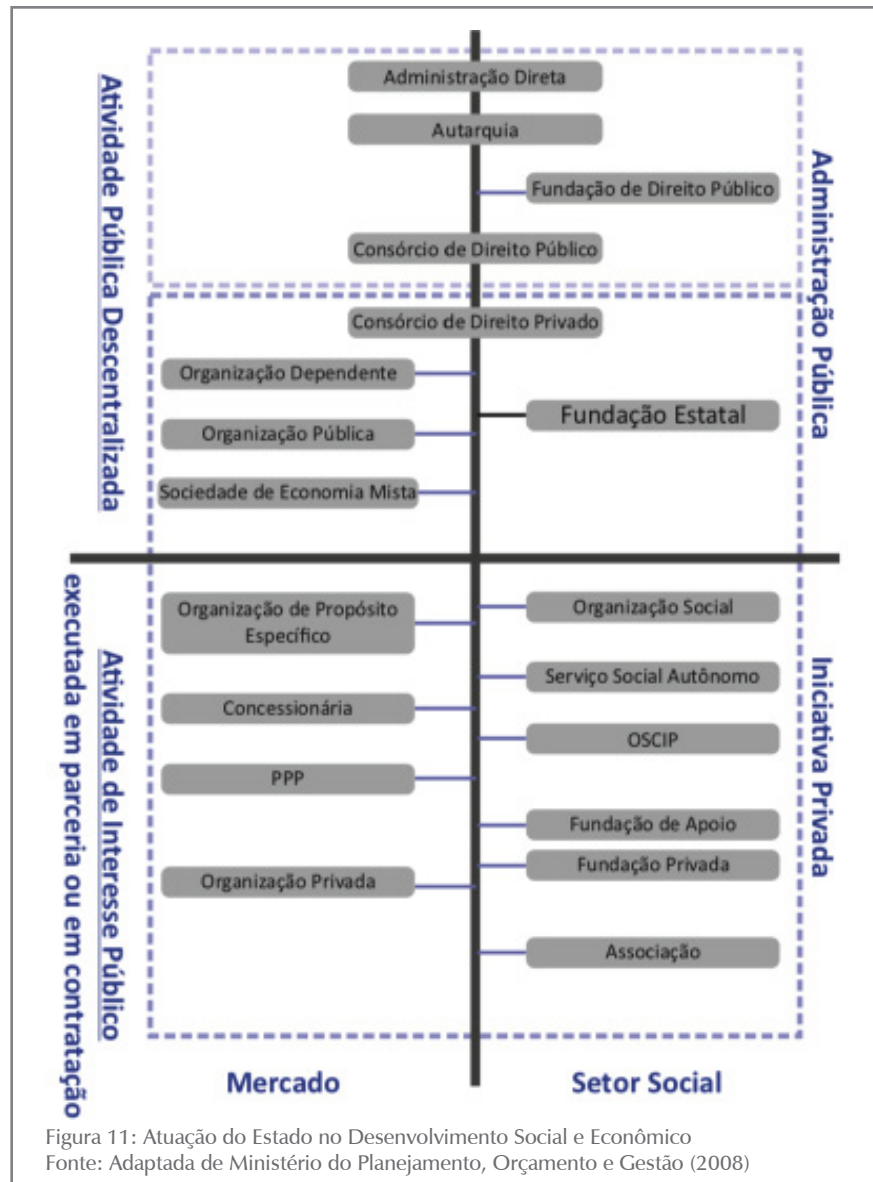 Administração Direta
Autarquia
Fundação de Direito Público
Consórcio de Direito Público
Consórcio de Direito Privado
Organização Dependente
Fundação Estatal
Organização Pública
Sociedade de Economia Mista
Atividade Pública Descentralizada
Administração Pública
Organização de Propósito
Específico
Organização Social
Serviço Social Autônomo
Concessionária
OSCIP
PPP
Fundação de Apoio
Fundação Privada
Organização Privada
Associação
Atividade de Interesse Público
executada em parceria ou em contratação
Iniciativa Privada
Mercado
Setor Social
Figura 11: Atuação do Estado no Desenvolvimento Social e Econômico
Fonte: Adaptada de Ministério do Planejamento, Orçamento e Gestão (2008)